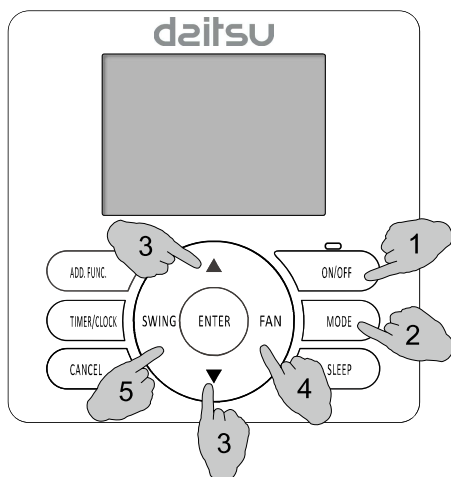 daitsu
3
1
ADD. FUNC.
ON/OFF
TIMER/CLOCK
SWING
ENTER
FAN
MODE
2
CANCEL
5
4
SLEEP
3